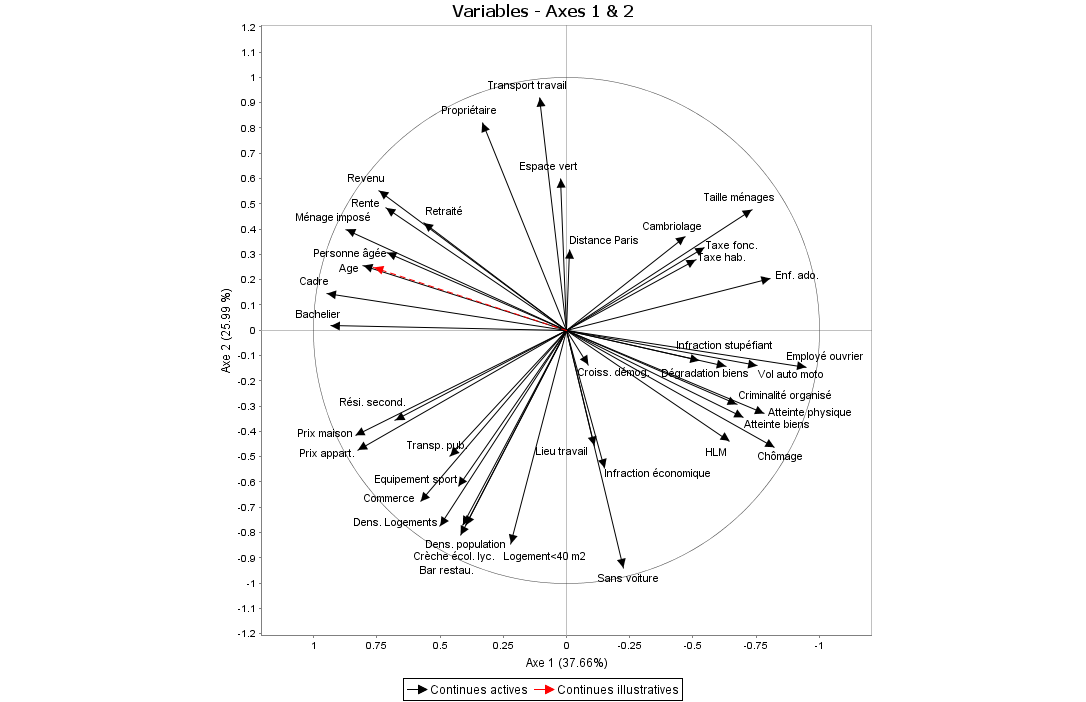 Variables - Axes 1 & 2
1.2
1.1
1
0.9
0.8
0.7
0.6
0.5
0.4
0.3
0.2
0.1
0
-0.1
-0.2
-0.3
-0.4
-0.5
-0.6
-0.7
-0.8
-0.9
-1
-1.1
-1.2
Axe 2 (25.99 %)
Transport travail
Propriétaire
Espace vert
Revenu
Taille ménages
Rente
Retraité
Ménage imposé
Cambriolage
Distance Paris
Taxe fonc.
Personne âgée
Taxe hab.
Age
Enf. ado.
Cadre
Bachelier
Infraction stupéfiant
Employé ouvrier
Croiss. démog.
Dégradation biens
Vol auto moto
Criminalité organisé
Rési. second.
Atteinte physique
Atteinte biens
Prix maison
Transp. pub.
Lieu travail
HLM
Prix appart.
Chômage
Infraction économique
Equipement sport
Commerce
Dens. Logements
Dens. population
Crèche écol. lyc.
Logement<40 m2
Bar restau.
Sans voiture
1
0.75
0.5
0.25
0
-0.25
-0.5
-0.75
-1
Axe 1 (37.66%)
Continues actives
Continues illustratives